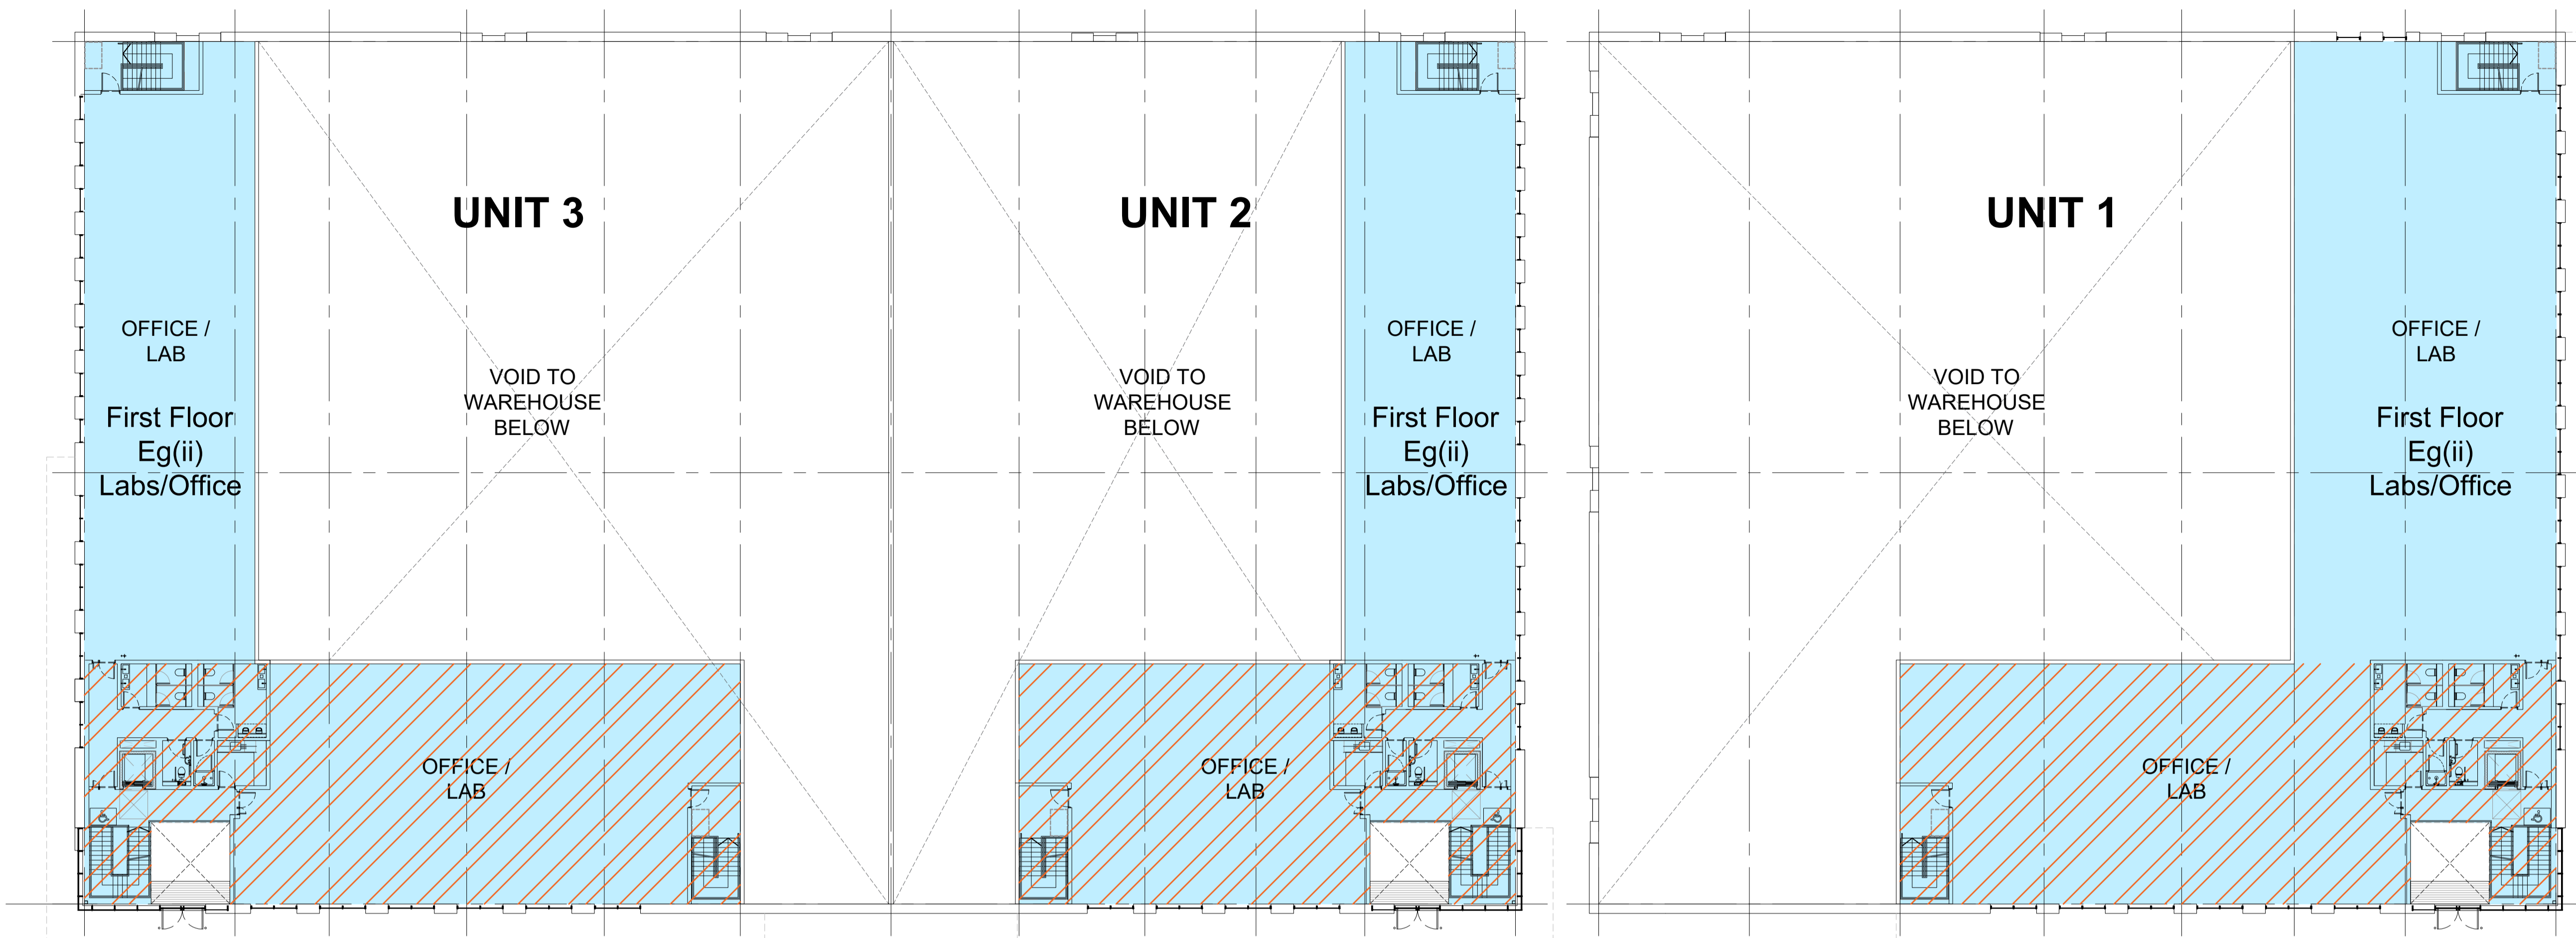 UNIT 3
UNIT 2
UNIT 1
OFFICE /
LAB
First Floor
Eg(ii)
Labs/Office
VOID TO
WAREHOUSE
BELOW
VOID TO
WAREHOUSE
BELOW
OFFICE /
LAB
First Floor
Eg(ii)
Labs/Office
VOID TO
WAREHOUSE
BELOW
OFFICE /
LAB
First Floor
Eg(ii)
Labs/Office
OFFICE /
LAB
OFFICE /
LAB
OFFICE /
LAB